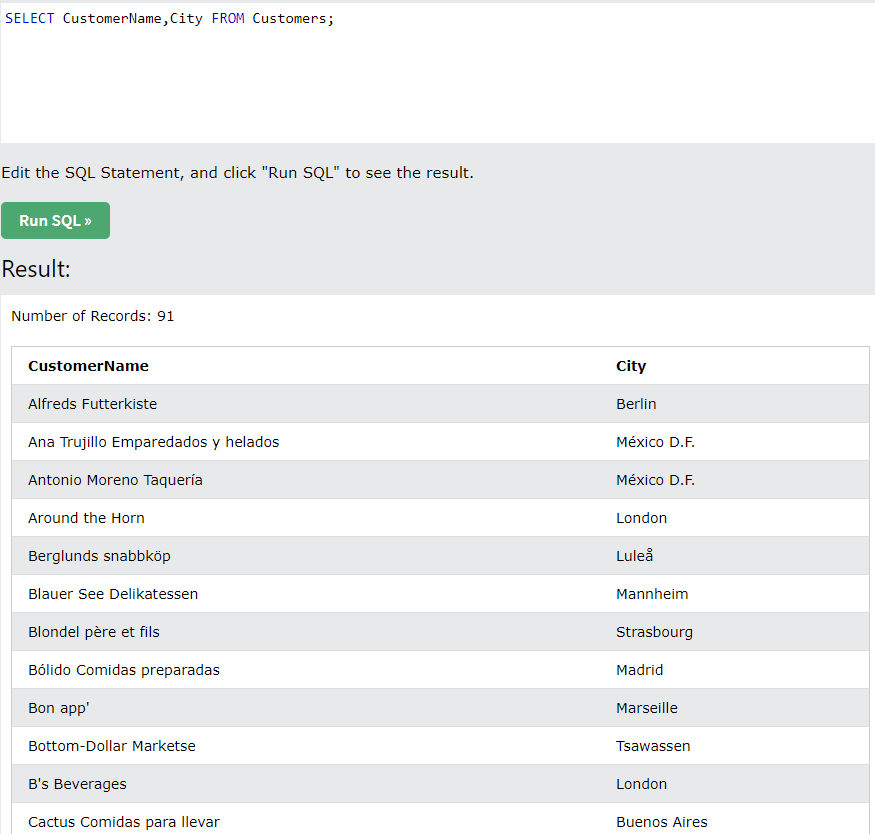 SELECT CustomerName,City FROM Customers;
Edit the SQL Statement, and click "Run SQL" to see the result.
Run SQL »
Result:
Number of Records: 91
CustomerName City
Alfreds Futterkiste Berlin
Ana Trujillo Emparedados y helados México D.F.
Antonio Moreno Taquería México D.F.
Around the Horn London
Berglunds snabbköp Luleå
Blauer See Delikatessen Mannheim
Blondel père et fils Strasbourg
Bólido Comidas preparadas Madrid
Bon app' Marseille
Bottom-Dollar Marketse Tsawassen
B's Beverages London
Cactus Comidas para llevar Buenos Aires